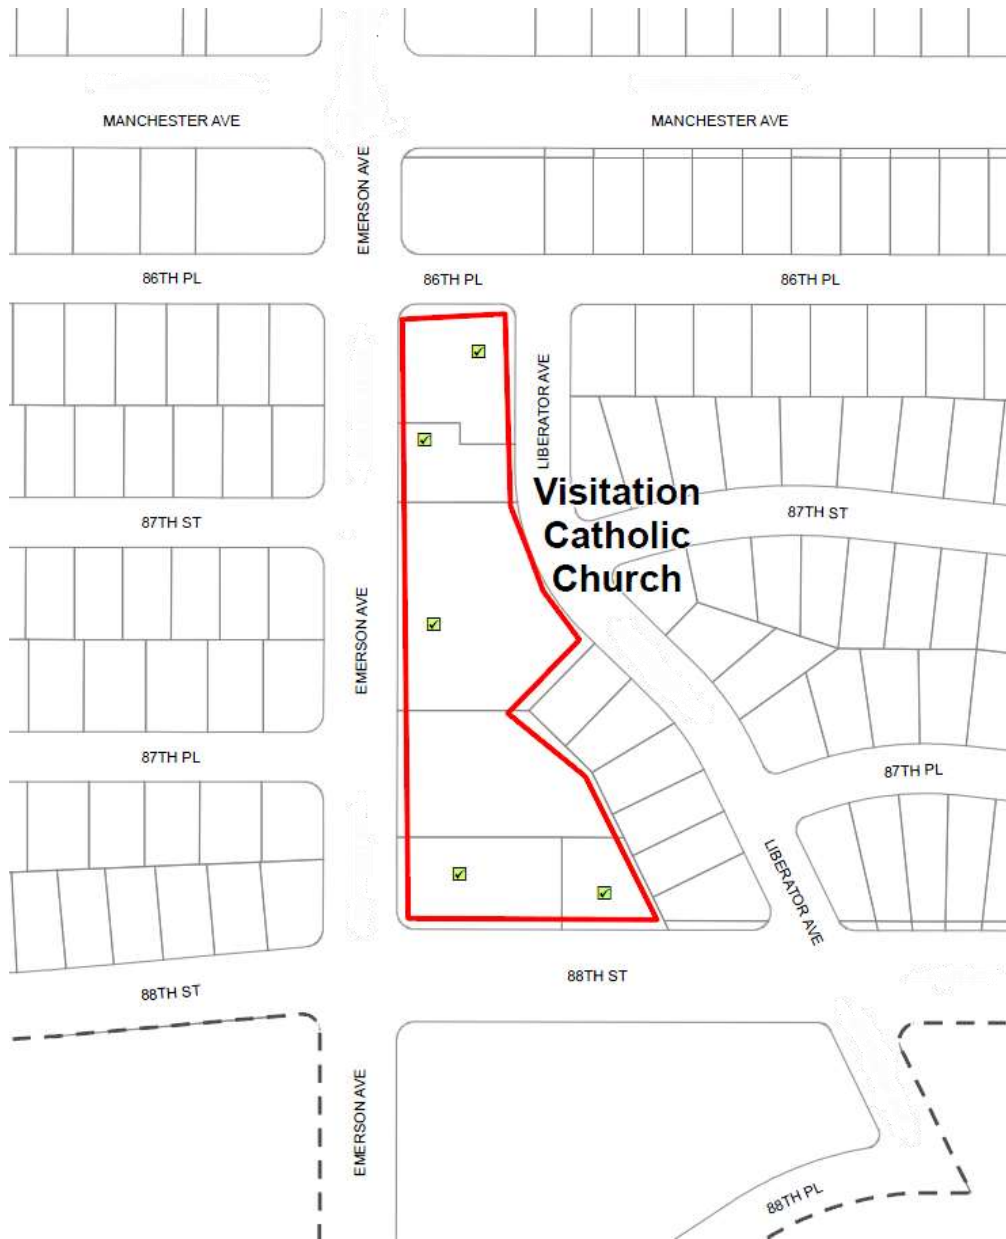 MANCHESTER AVE
MANCHESTER AVE
EMERSON AVE
86TH PL
86TH PL
86TH PL
LIBERATOR AVE
Visitation
Catholic
Church
87TH ST
87TH ST
EMERSON AVE
87TH PL
87TH PL
LIBERATOR AVE
88TH ST
88TH ST
EMERSON AVE
88TH PL